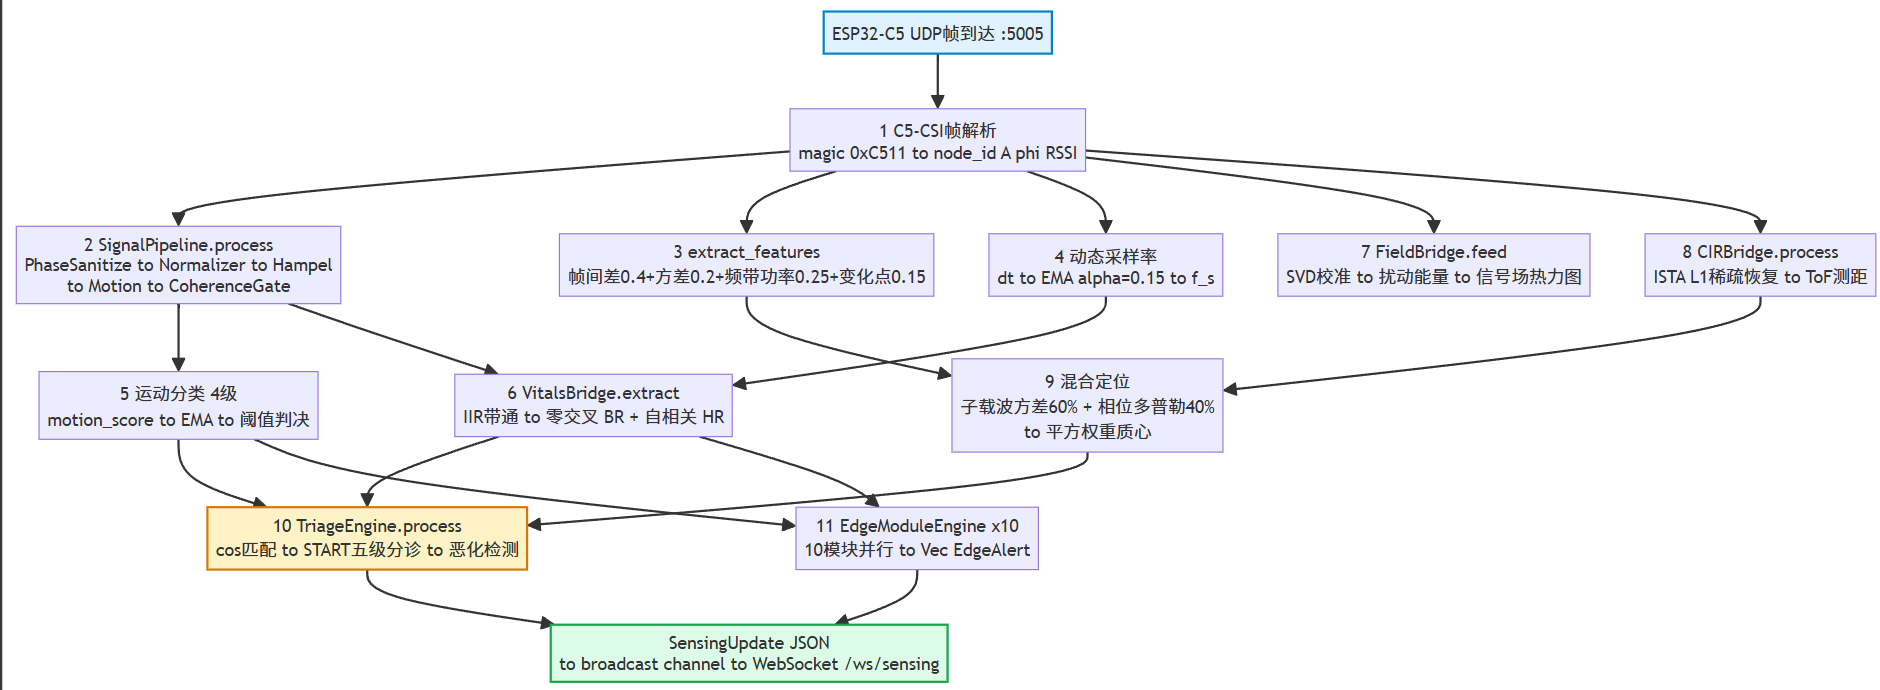 ESP32-C5 UDP帧到达 :5005
1 C5-CSI帧解析
magic 0xC511 to node_id A phi RSSI
2 SignalPipeline.process
PhaseSanitize to Normalizer to Hampel
to Motion to CoherenceGate
3 extract_features
帧间差0.4+方差0.2+频带功率0.25+变化点0.15
4 动态采样率
dt to EMA alpha=0.15 to f_s
7 FieldBridge.feed
SVD校准 to 扰动能量 to 信号场热力图
8 CIRBridge.process
ISTA L1稀疏恢复 to ToF测距
5 运动分类 4级
motion_score to EMA to 阈值判决
6 VitalsBridge.extract
IIR带通 to 零交叉 BR + 自相关 HR
9 混合定位
子载波方差60% + 相位多普勒40%
to 平方权重质心
10 TriageEngine.process
cos匹配 to START五级分诊 to 恶化检测
11 EdgeModuleEngine x10
10模块并行 to Vec EdgeAlert
SensingUpdate JSON
to broadcast channel to WebSocket /ws/sensing